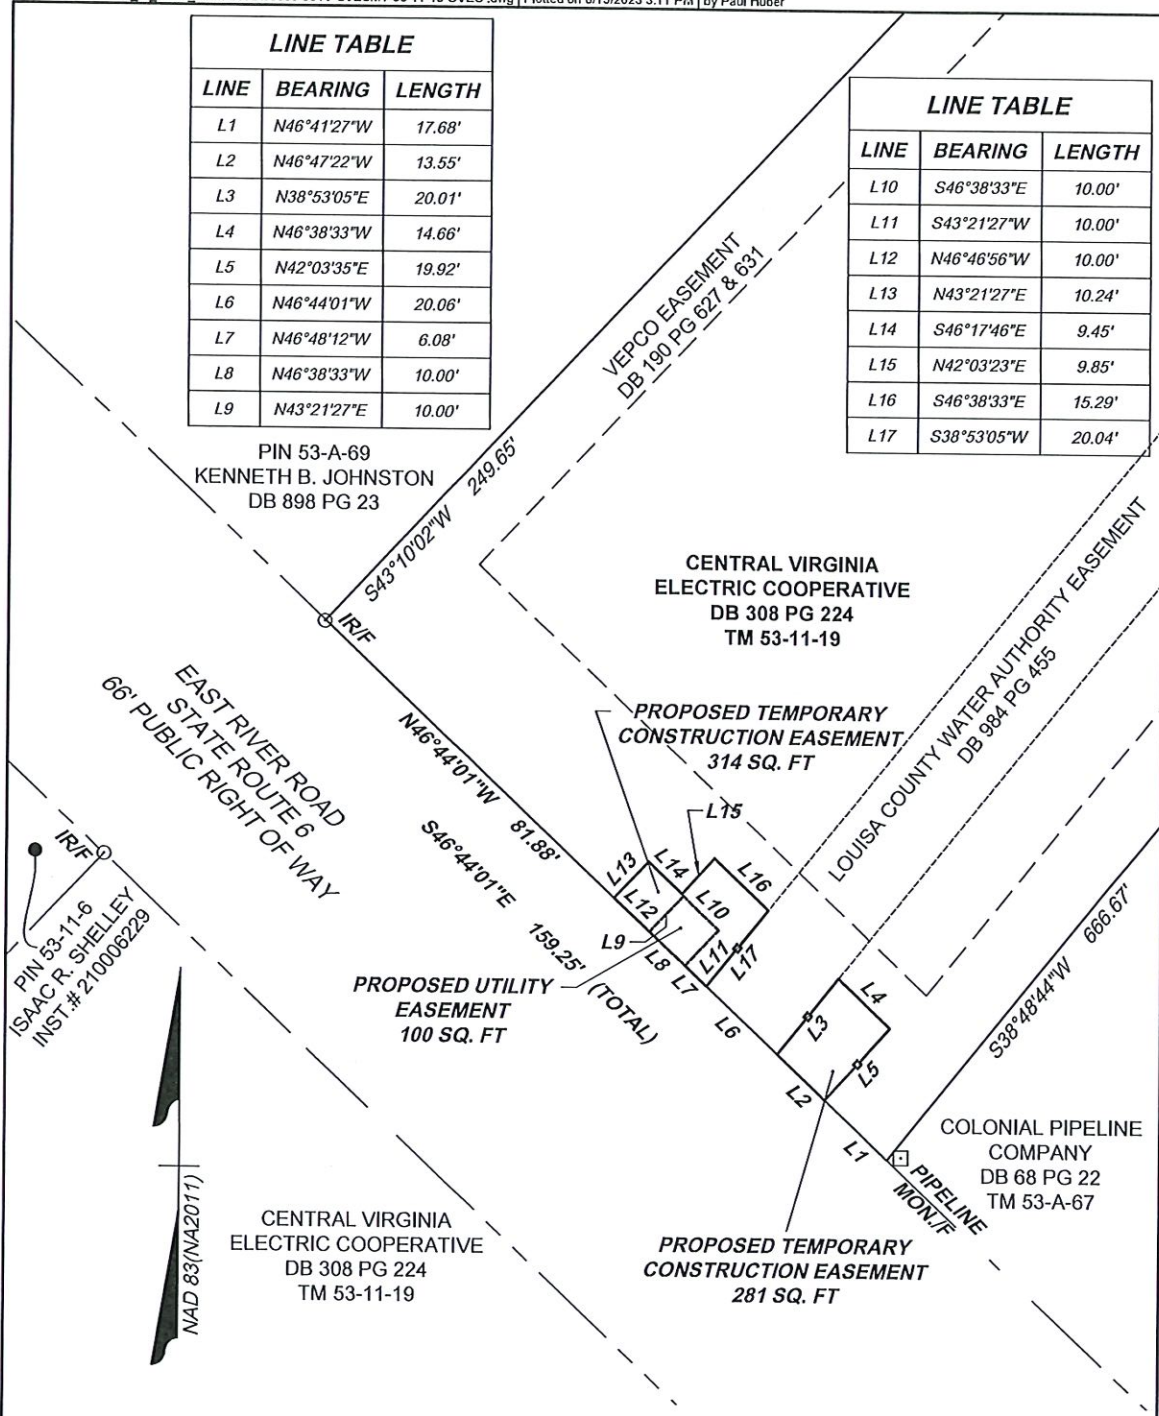 Plotted on 8/15/2023 3:11 PM | by Paul Huber
LINE TABLE
LINE BEARING LENGTH
L1 N46°41'27"W 17.68'
L2 N46°47'22"W 13.55'
L3 N38°53'05"E 20.01'
L4 N46°38'33"W 14.66'
L5 N42°03'35"E 19.92'
L6 N46°44'01"W 20.06'
L7 N46°48'12"W 6.08'
L8 N46°38'33"W 10.00'
L9 N43°21'27"E 10.00'
LINE TABLE
LINE BEARING LENGTH
L10 S46°38'33"E 10.00'
L11 S43°21'27"W 10.00'
L12 N46°46'56"W 10.00'
L13 N43°21'27"E 10.24'
L14 S46°17'46"E 9.45'
L15 N42°03'23"E 9.85'
L16 S46°38'33"E 15.29'
L17 S38°53'05"W 20.04'
VEPCO EASEMENT
DB 190 PG 627 & 631
PIN 53-A-69
KENNETH B. JOHNSTON
DB 898 PG 23
S43°10'02"W 249.65'
IR/F
CENTRAL VIRGINIA
ELECTRIC COOPERATIVE
DB 308 PG 224
TM 53-11-19
LOUISA COUNTY WATER AUTHORITY EASEMENT
DB 984 PG 455
EAST RIVER ROAD
STATE ROUTE 6
66' PUBLIC RIGHT OF WAY
N46°44'01"W 81.88'
S46°44'01"E 159.25' (TOTAL)
PROPOSED TEMPORARY
CONSTRUCTION EASEMENT
314 SQ. FT
L15
L13
L14
L16
L12
L10
L9
L11
L17
L8
L7
L6
L3
L4
L5
L2
L1
PROPOSED UTILITY
EASEMENT
100 SQ. FT
IR/F
PIN 53-11-6
ISAAC R. SHELLEY
INST.# 210006229
S38°48'44"W 666.67'
COLONIAL PIPELINE
COMPANY
DB 68 PG 22
TM 53-A-67
PIPELINE
MON./F
NAD 83(NA2011)
CENTRAL VIRGINIA
ELECTRIC COOPERATIVE
DB 308 PG 224
TM 53-11-19
PROPOSED TEMPORARY
CONSTRUCTION EASEMENT
281 SQ. FT